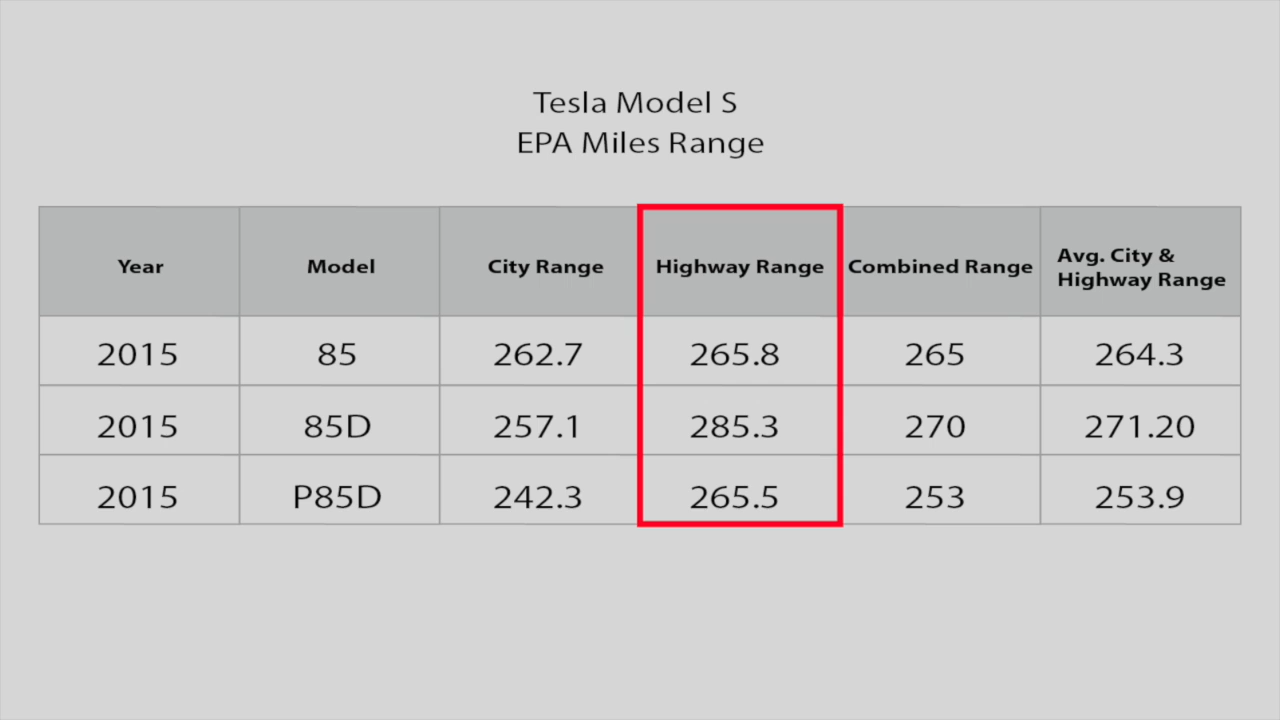 Tesla Model S
EPA Miles Range
Year Model City Range Highway Range Combined Range Avg. City &
Highway Range
2015 85 262.7 265.8 265 264.3
2015 85D 257.1 285.3 270 271.20
2015 P85D 242.3 265.5 253 253.9